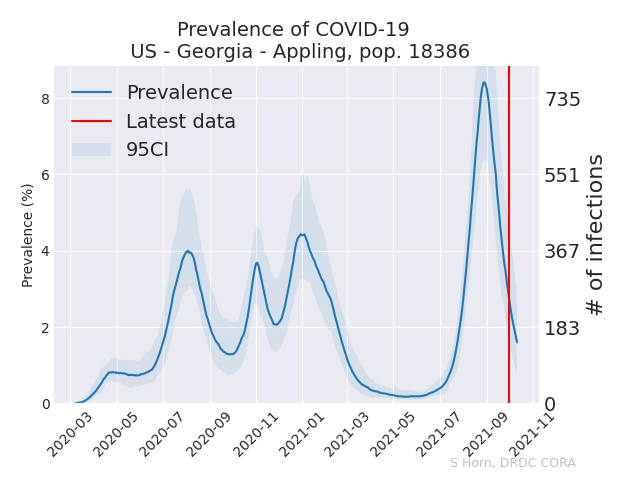 Prevalence of COVID-19
US - Georgia - Appling, pop. 18386
Prevalence
Latest data
95CI
Prevalence (%)
8
6
4
2
0
735
551
367
183
0
# of infections
2020-03
2020-05
2020-07
2020-09
2020-11
2021-01
2021-03
2021-05
2021-07
2021-09
2021-11
S Horn, DRDC CORA